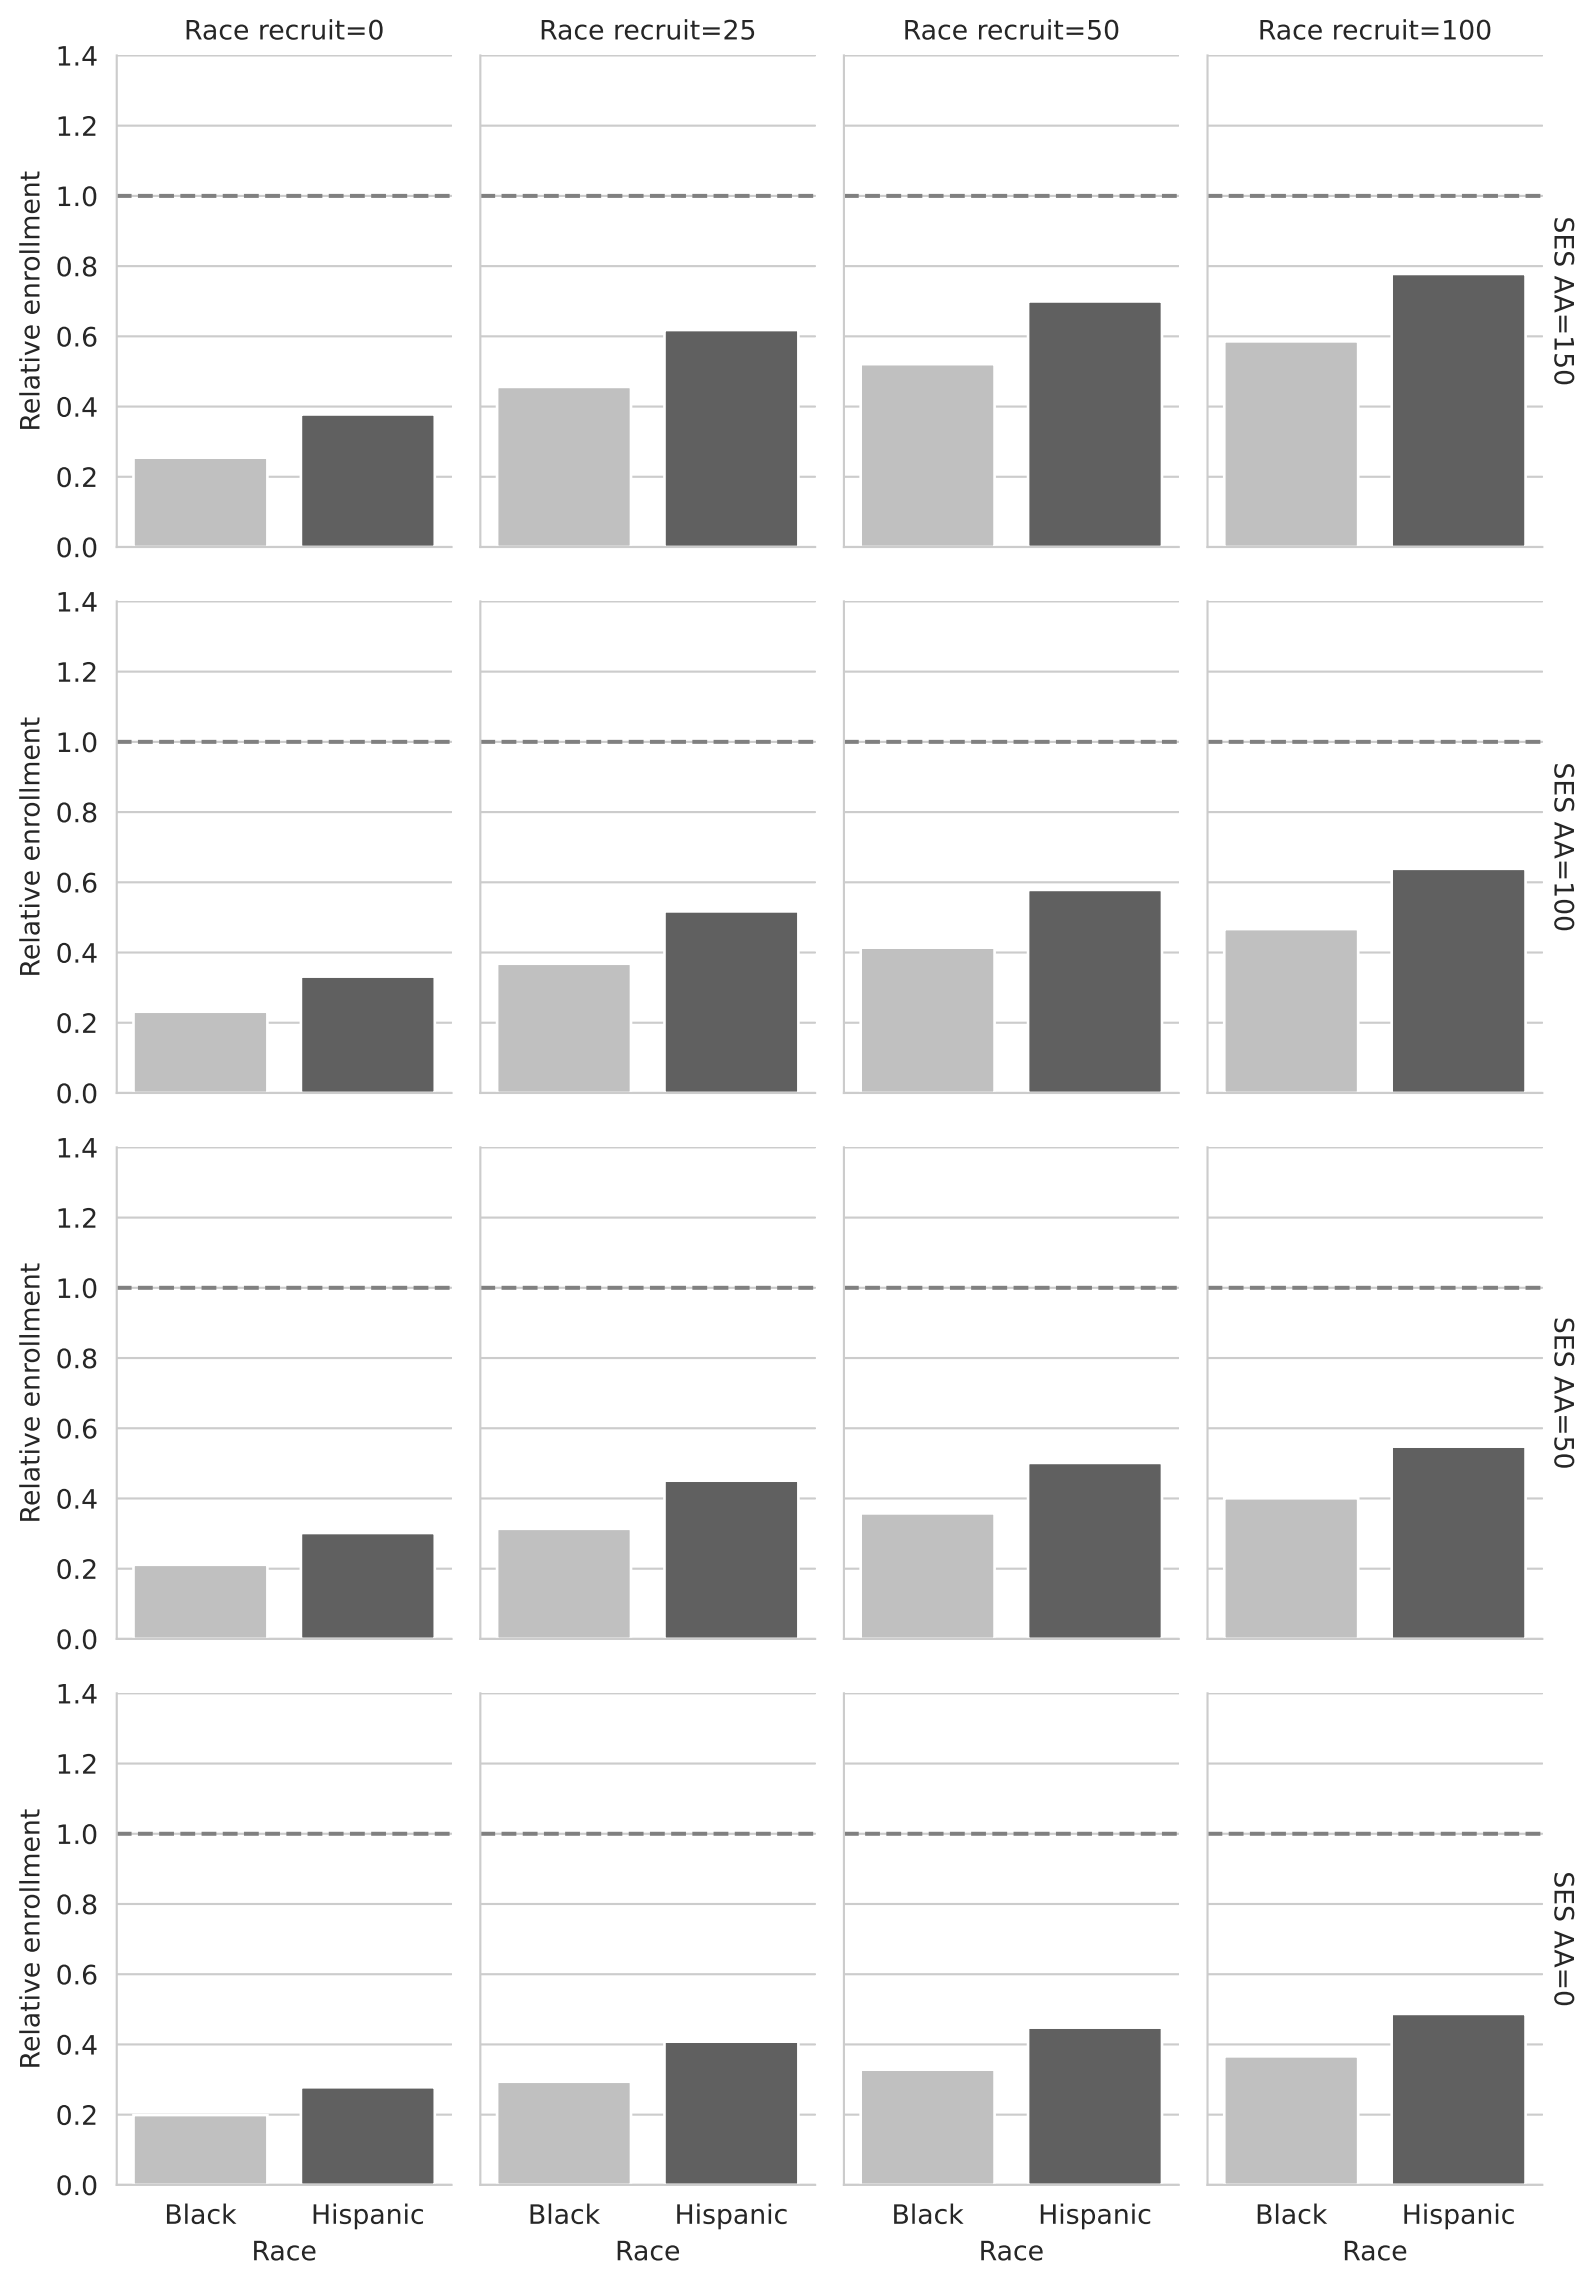 Race recruit=0
Race recruit=25
Race recruit=50
Race recruit=100
1.4
1.2
1.0
0.8
0.6
0.4
0.2
0.0
Relative enrollment
SES AA=150
1.4
1.2
1.0
0.8
0.6
0.4
0.2
0.0
Relative enrollment
SES AA=100
1.4
1.2
1.0
0.8
0.6
0.4
0.2
0.0
Relative enrollment
SES AA=50
1.4
1.2
1.0
0.8
0.6
0.4
0.2
0.0
Relative enrollment
SES AA=0
Black Hispanic
Race
Black Hispanic
Race
Black Hispanic
Race
Black Hispanic
Race